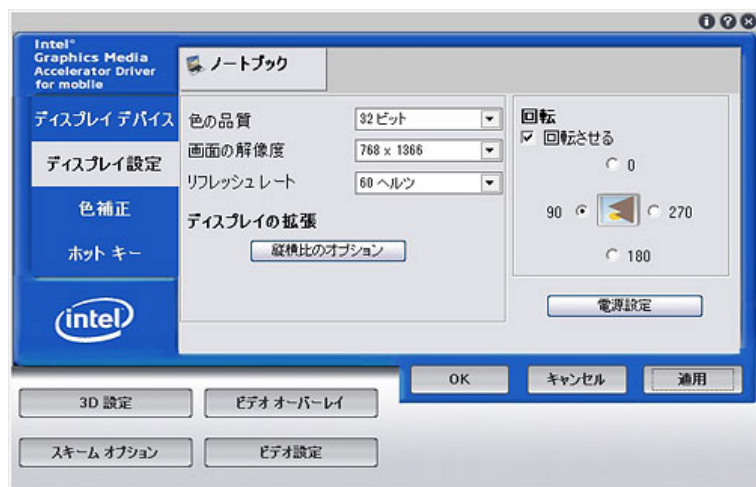 Intel®
Graphics Media
Accelerator Driver
for mobile
ノートブック
ディスプレイ デバイス
ディスプレイ設定
色補正
ホット キー
intel
色の品質
32 ビット
画面の解像度
768 x 1366
リフレッシュ レート
60 ヘルツ
ディスプレイの拡張
縦横比のオプション
回転
回転させる
0
90
270
180
電源設定
OK
キャンセル
適用
3D 設定
ビデオ オーバーレイ
スキーム オプション
ビデオ設定